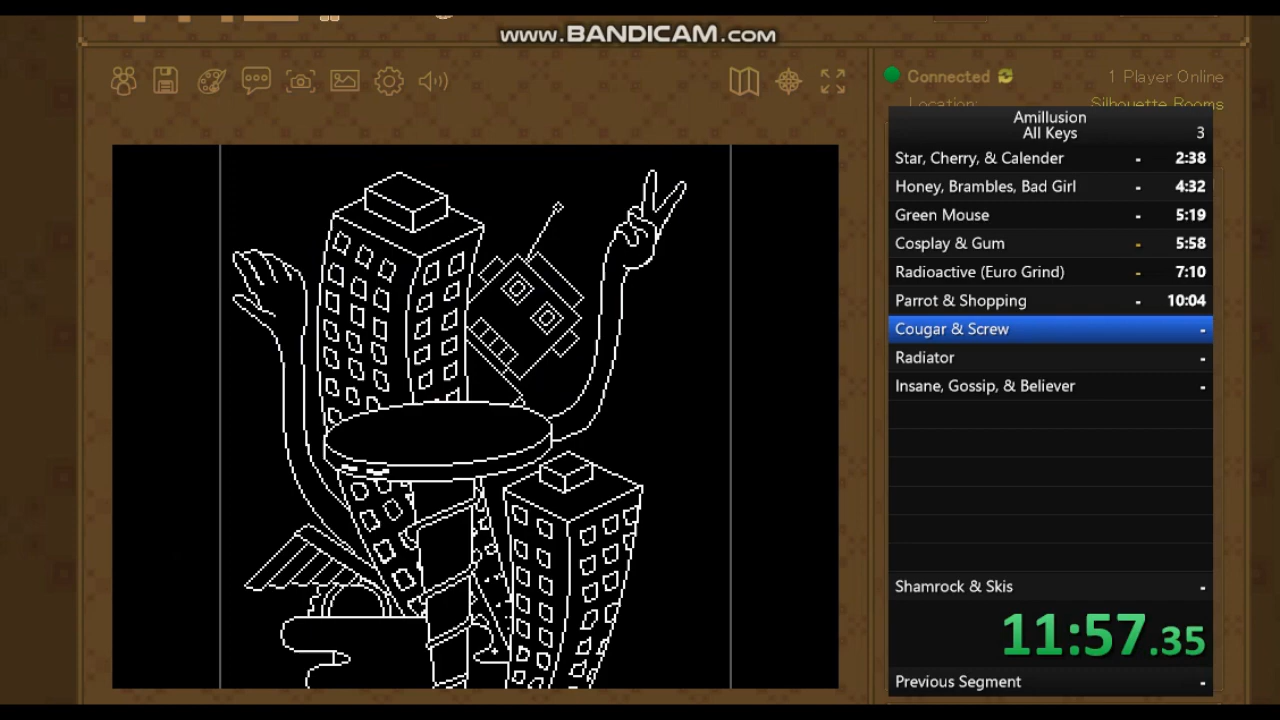 www.BANDICAM.com
Connected
1 Player Online
Location:
Silhouette Rooms
Amillusion
All Keys 3
Star, Cherry, & Calender - 2:38
Honey, Brambles, Bad Girl - 4:32
Green Mouse - 5:19
Cosplay & Gum - 5:58
Radioactive (Euro Grind) - 7:10
Parrot & Shopping - 10:04
Cougar & Screw -
Radiator -
Insane, Gossip, & Believer -
Shamrock & Skis -
11:57.35
Previous Segment -